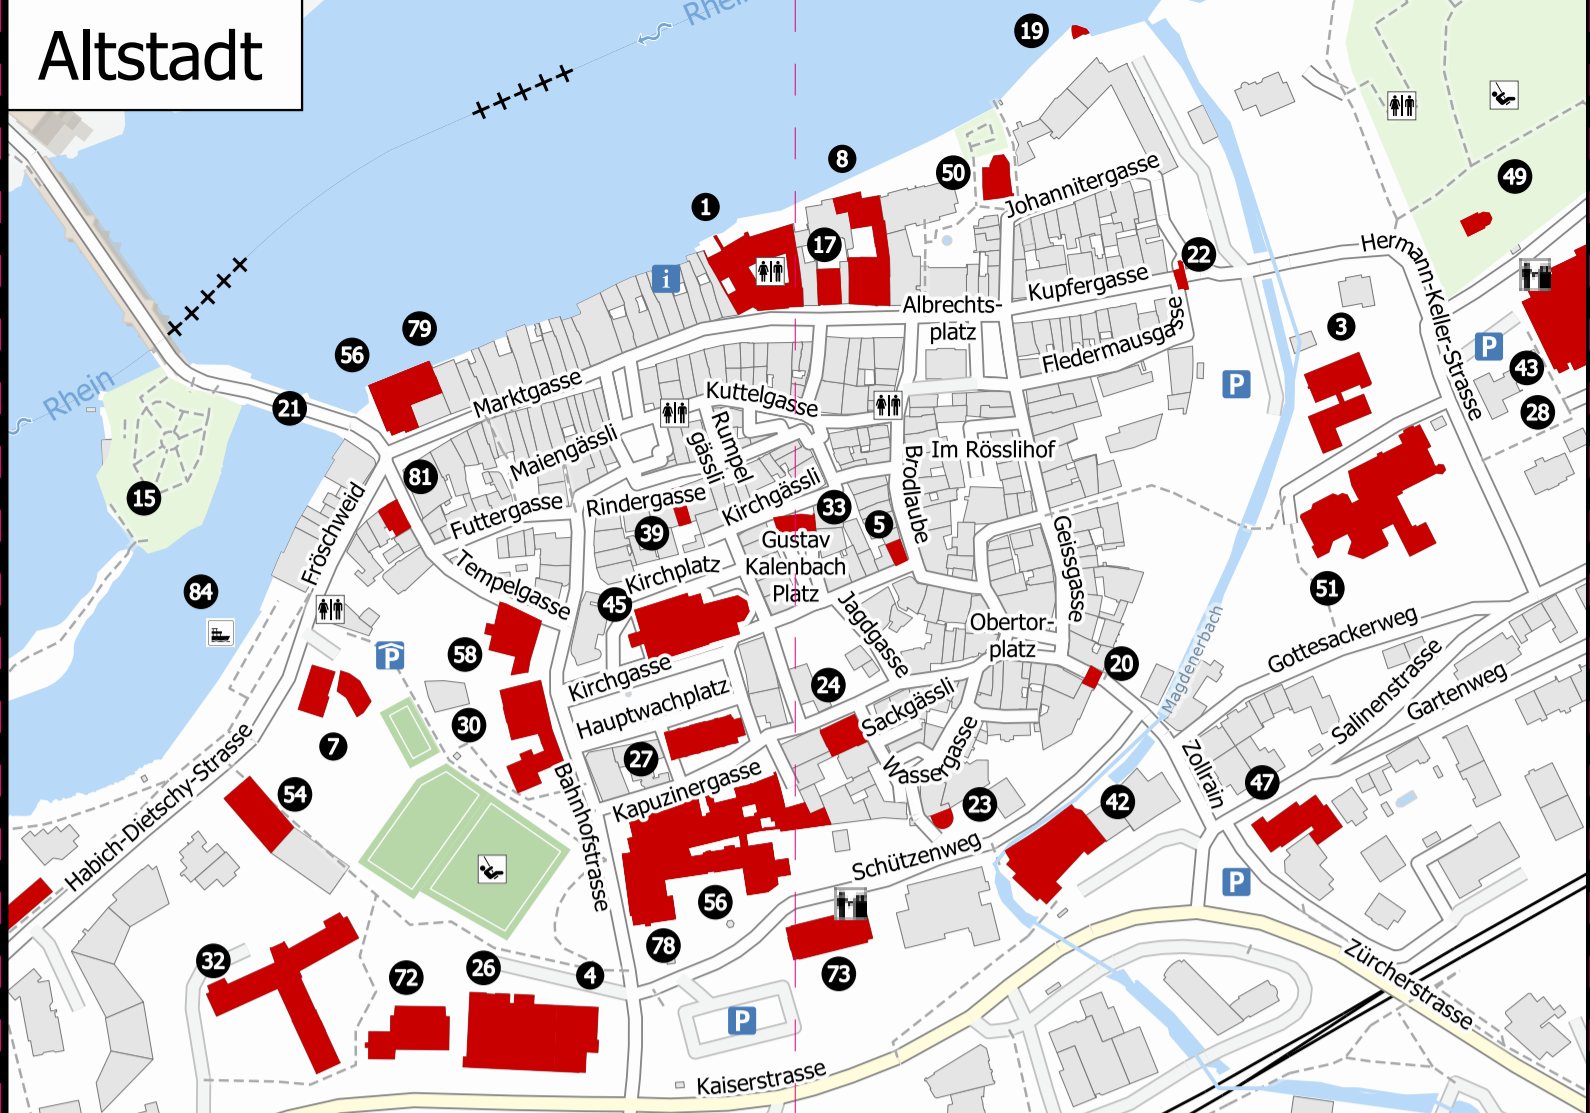 Altstadt
Rhein
19
8
50
Johannitergasse
49
1
17
22
Hermann-Keller-Strasse
i
Kupfergasse
Albrechts-
platz
79
56
3
Fledermausgasse
P
43
P
Rhein
21
Marktgasse
Kuttelgasse
28
Rumpel
gässli
Maiengässli
Im Rösslihof
81
Brodlaube
15
Rindergasse
Kirchgässli
Futtergasse
33
5
39
Gustav
Kalenbach
Platz
Geissgasse
Fröschweid
Tempelgasse
Kirchplatz
84
45
Jagdgasse
51
Obertor-
platz
Gottesackerweg
P
58
Kirchgasse
20
Magdenerbach
24
Hauptwachplatz
Sackgässli
Salinenstrasse
Gartenweg
30
7
27
Wassergasse
Zollrain
Habich-Dietschy-Strasse
54
Kapuzinergasse
Bahnhofstrasse
23
42
47
Schützenweg
P
56
78
73
32
72
26
4
P
Zürcherstrasse
Kaiserstrasse